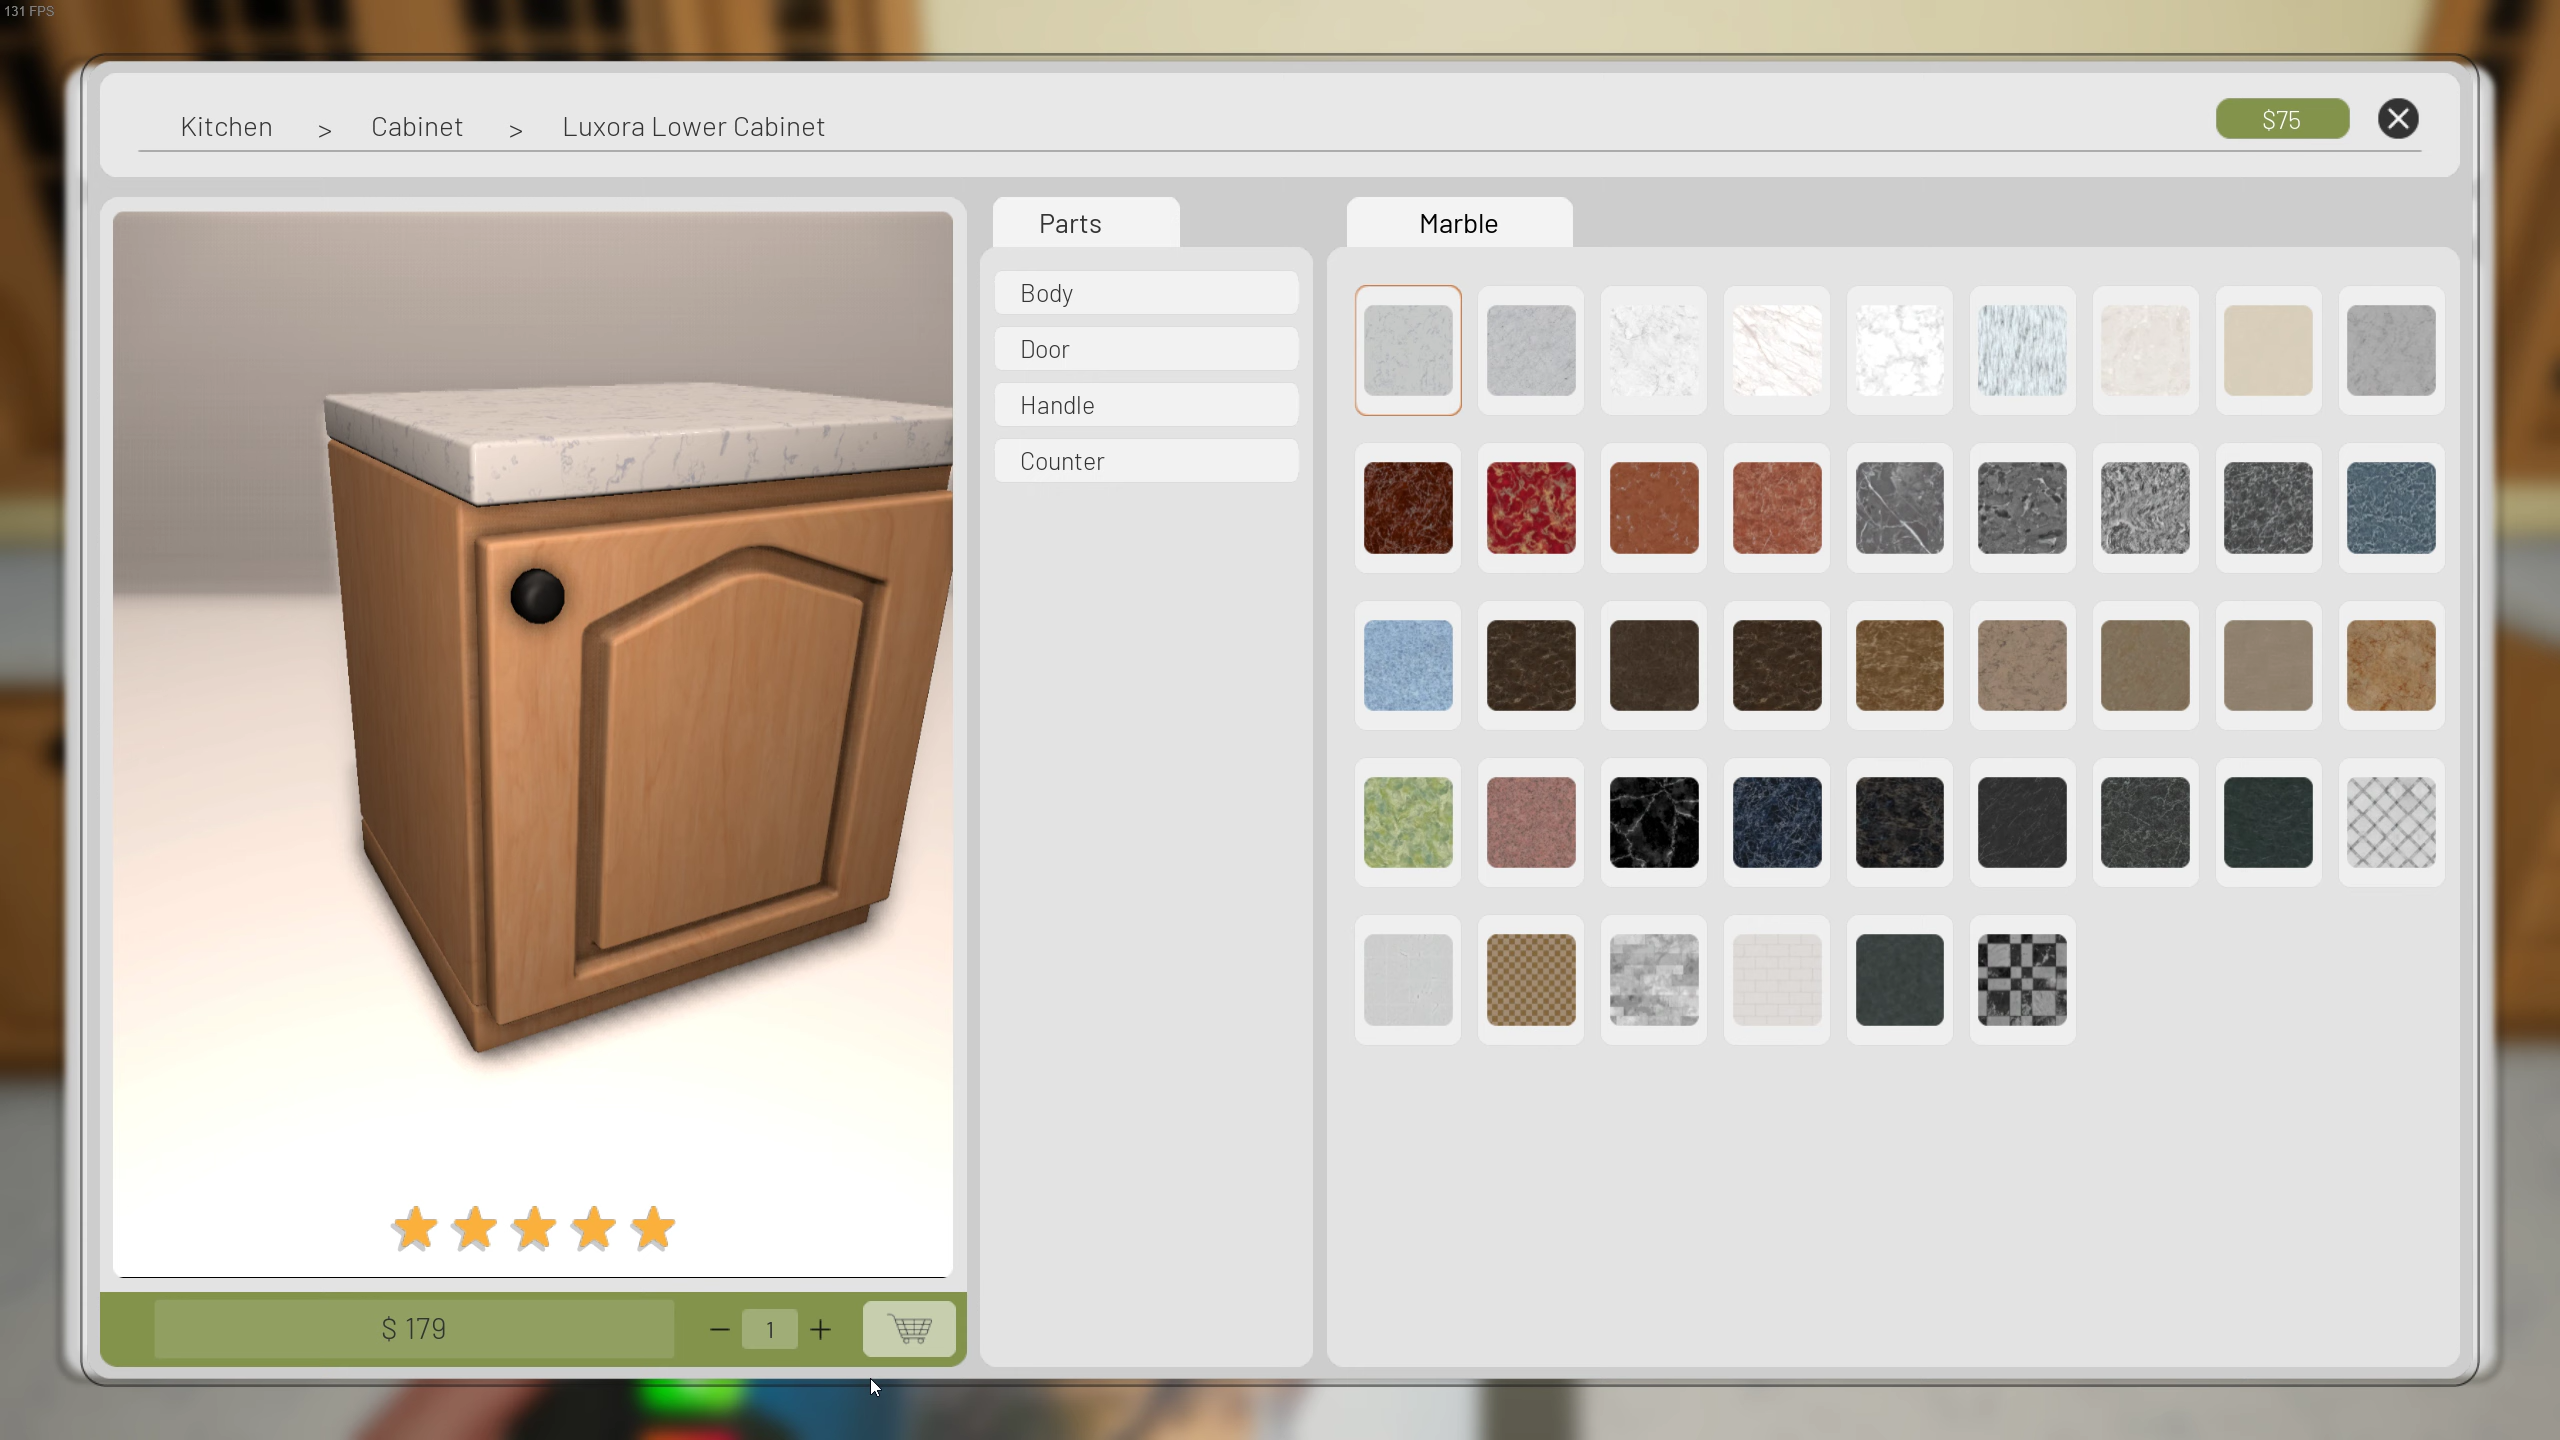 131 FPS
Kitchen > Cabinet > Luxora Lower Cabinet
$75
Parts
Marble
Body
Door
Handle
Counter
$ 179
− 1 +